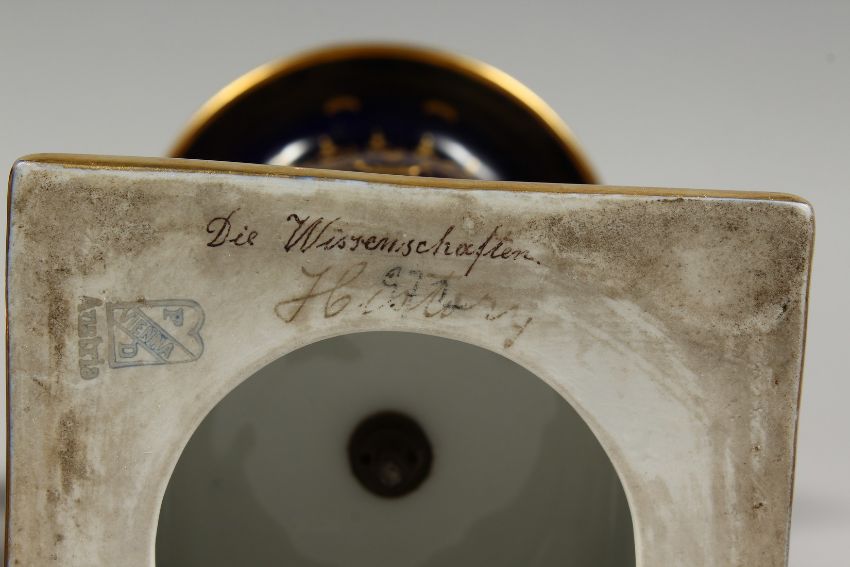 Die Wissenschaften.
P
VIENNA
D
Austria